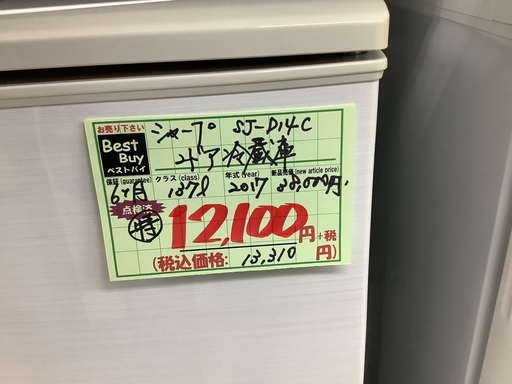 お売り下さい
シャープ SJ-D14C
Best Buy
ベストバイ
2ドア冷蔵庫
保証(guarantee) クラス(class) 年式(year) 新品売価(new article price)
6ヶ月 137ℓ 2017 38,000円
点検済
特 12,100円+税
(税込価格: 13,310 円)